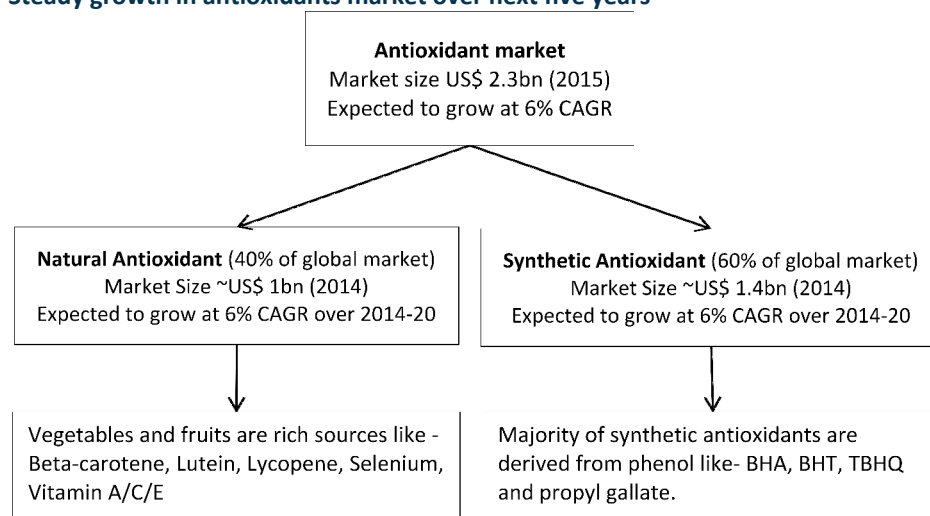 Steady growth in antioxidants market over next five years
Antioxidant market
Market size US$ 2.3bn (2015)
Expected to grow at 6% CAGR
Natural Antioxidant (40% of global market)
Market Size ~US$ 1bn (2014)
Expected to grow at 6% CAGR over 2014-20
Synthetic Antioxidant (60% of global market)
Market Size ~US$ 1.4bn (2014)
Expected to grow at 6% CAGR over 2014-20
Vegetables and fruits are rich sources like -
Beta-carotene, Lutein, Lycopene, Selenium,
Vitamin A/C/E
Majority of synthetic antioxidants are
derived from phenol like- BHA, BHT, TBHQ
and propyl gallate.